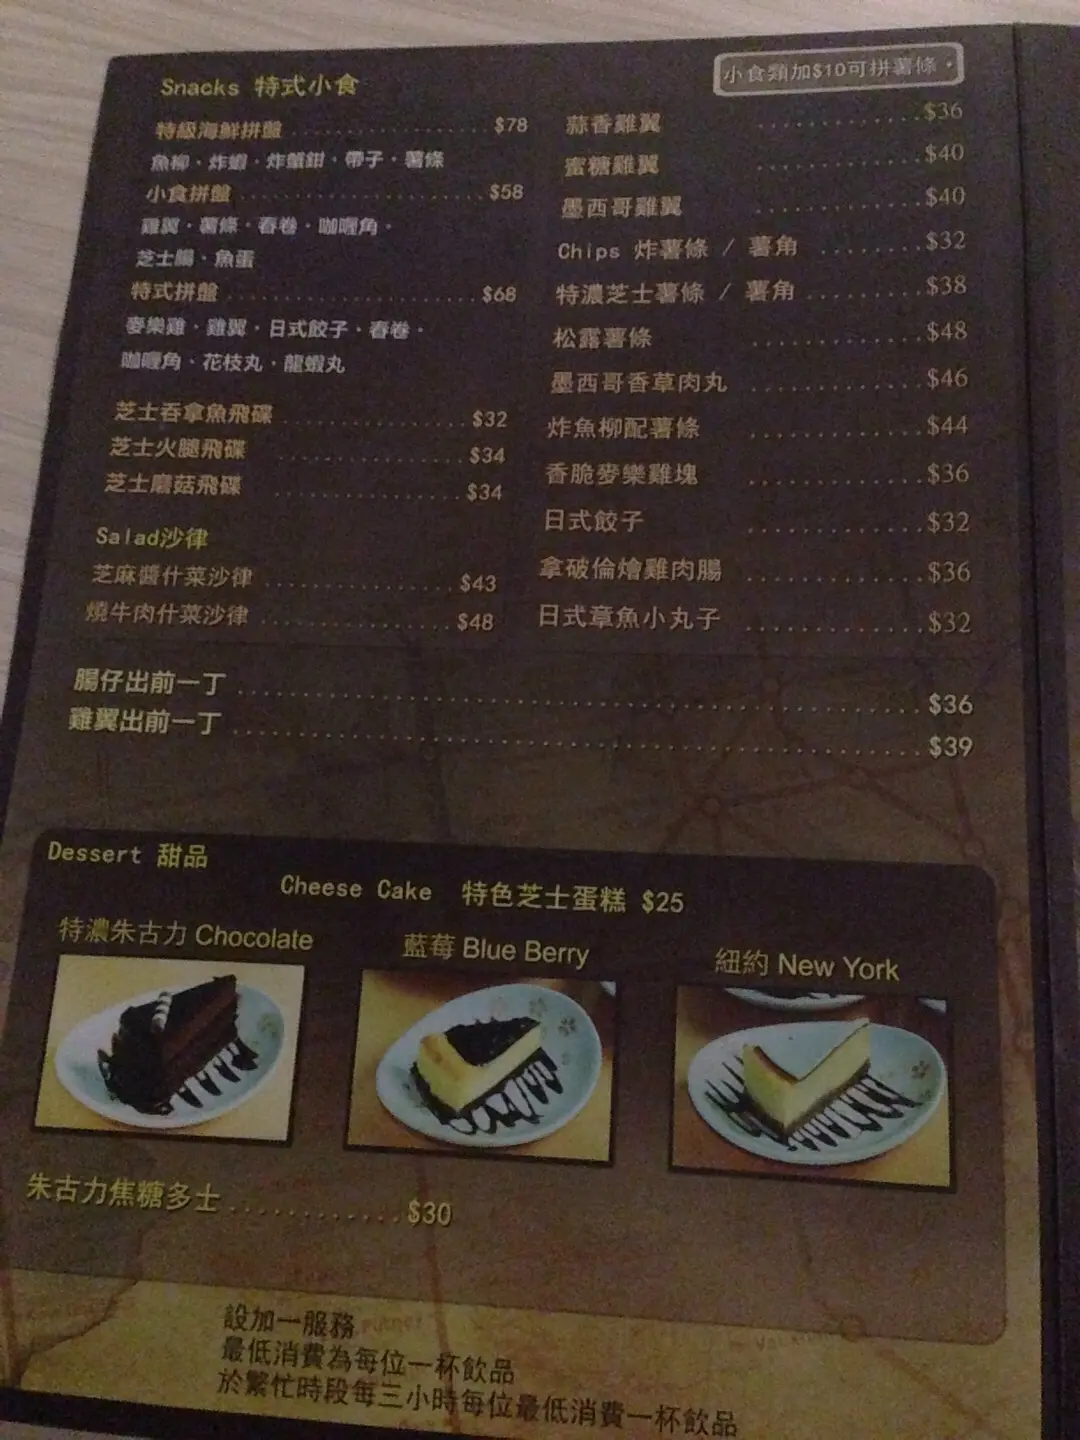 Snacks 特式小食
小食類加$10可拼薯條。
特級海鮮拼盤 .................... $78
魚柳·炸蝦·炸蟹鉗·帶子·薯條
小食拼盤 .................... $58
雞翼·薯條·春卷·咖喱角·
芝士腸·魚蛋
特式拼盤 .................... $68
麥樂雞·雞翼·日式餃子·春卷·
咖喱角·花枝丸·龍蝦丸
芝士吞拿魚飛碟 .................... $32
芝士火腿飛碟 .................... $34
芝士磨菇飛碟 .................... $34
Salad沙律
芝麻醬什菜沙律 .................... $43
燒牛肉什菜沙律 .................... $48
蒜香雞翼 ............ $36
蜜糖雞翼 ............ $40
墨西哥雞翼 ............ $40
Chips 炸薯條 / 薯角 ........ $32
特濃芝士薯條 / 薯角 ......... $38
松露薯條 ............ $48
墨西哥香草肉丸 ............ $46
炸魚柳配薯條 ............ $44
香脆麥樂雞塊 ............ $36
日式餃子 ............ $32
拿破倫燴雞肉腸 ............ $36
日式章魚小丸子 ............ $32
腸仔出前一丁 ........................................ $36
雞翼出前一丁 ........................................ $39
Dessert 甜品
Cheese Cake 特色芝士蛋糕 $25
特濃朱古力 Chocolate
藍莓 Blue Berry
紐約 New York
朱古力焦糖多士 ............ $30
設加一服務
最低消費為每位一杯飲品
於繁忙時段每三小時每位最低消費一杯飲品